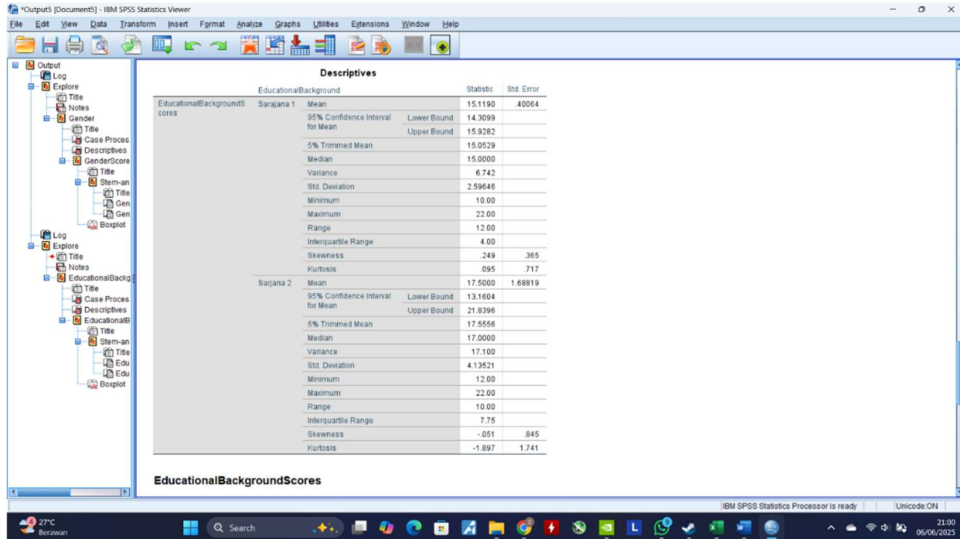 *Output5 [Document5] - IBM SPSS Statistics Viewer
File Edit View Data Transform Insert Format Analyze Graphs Utilities Extensions Window Help
Output
Log
Explore
Title
Notes
Gender
Title
Case Proces
Descriptives
GenderScore
Title
Stem-an
Title
Gen
Gen
Boxplot
Log
Explore
Title
Notes
EducationalBackg
Title
Case Proces
Descriptives
EducationalB
Title
Stem-an
Title
Edu
Edu
Boxplot
Descriptives
EducationalBackground Statistic Std. Error
EducationalBackgroundS
cores
Sarajana 1 Mean 15.1190 .40064
95% Confidence Interval
for Mean
Lower Bound 14.3099
Upper Bound 15.9282
5% Trimmed Mean 15.0529
Median 15.0000
Variance 6.742
Std. Deviation 2.59646
Minimum 10.00
Maximum 22.00
Range 12.00
Interquartile Range 4.00
Skewness .249 .365
Kurtosis .095 .717
Sarjana 2 Mean 17.5000 1.68819
95% Confidence Interval
for Mean
Lower Bound 13.1604
Upper Bound 21.8396
5% Trimmed Mean 17.5556
Median 17.0000
Variance 17.100
Std. Deviation 4.13521
Minimum 12.00
Maximum 22.00
Range 10.00
Interquartile Range 7.75
Skewness -.051 .845
Kurtosis -1.897 1.741
EducationalBackgroundScores
IBM SPSS Statistics Processor is ready Unicode:ON
27°C
Berawan
Search
21:00
06/06/2025